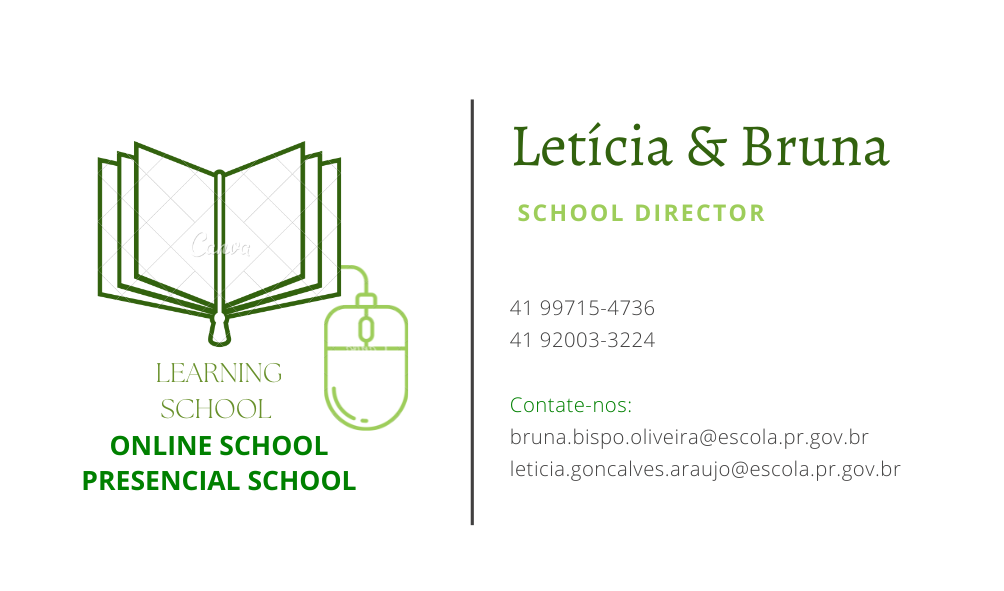 Canva
LEARNING
SCHOOL
ONLINE SCHOOL
PRESENCIAL SCHOOL
Letícia & Bruna
SCHOOL DIRECTOR
41 99715-4736
41 92003-3224
Contate-nos:
bruna.bispo.oliveira@escola.pr.gov.br
leticia.goncalves.araujo@escola.pr.gov.br